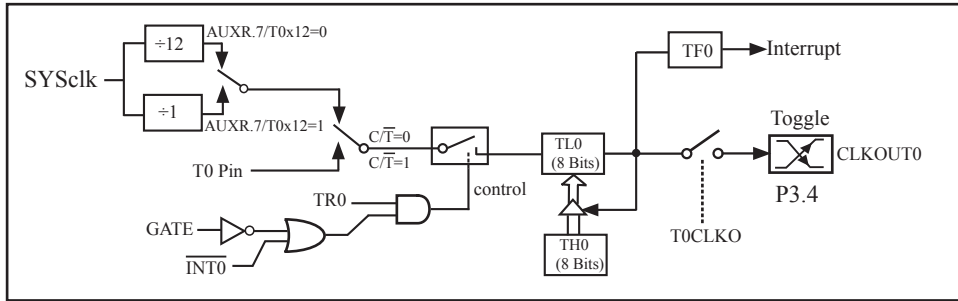 AUXR.7/T0x12=0
÷12
SYSclk
÷1
AUXR.7/T0x12=1
T0 Pin
C/T̅=0
C/T̅=1
control
TR0
GATE
I̅N̅T̅0̅
TL0
(8 Bits)
TH0
(8 Bits)
TF0
Interrupt
Toggle
CLKOUT0
P3.4
T0CLKO